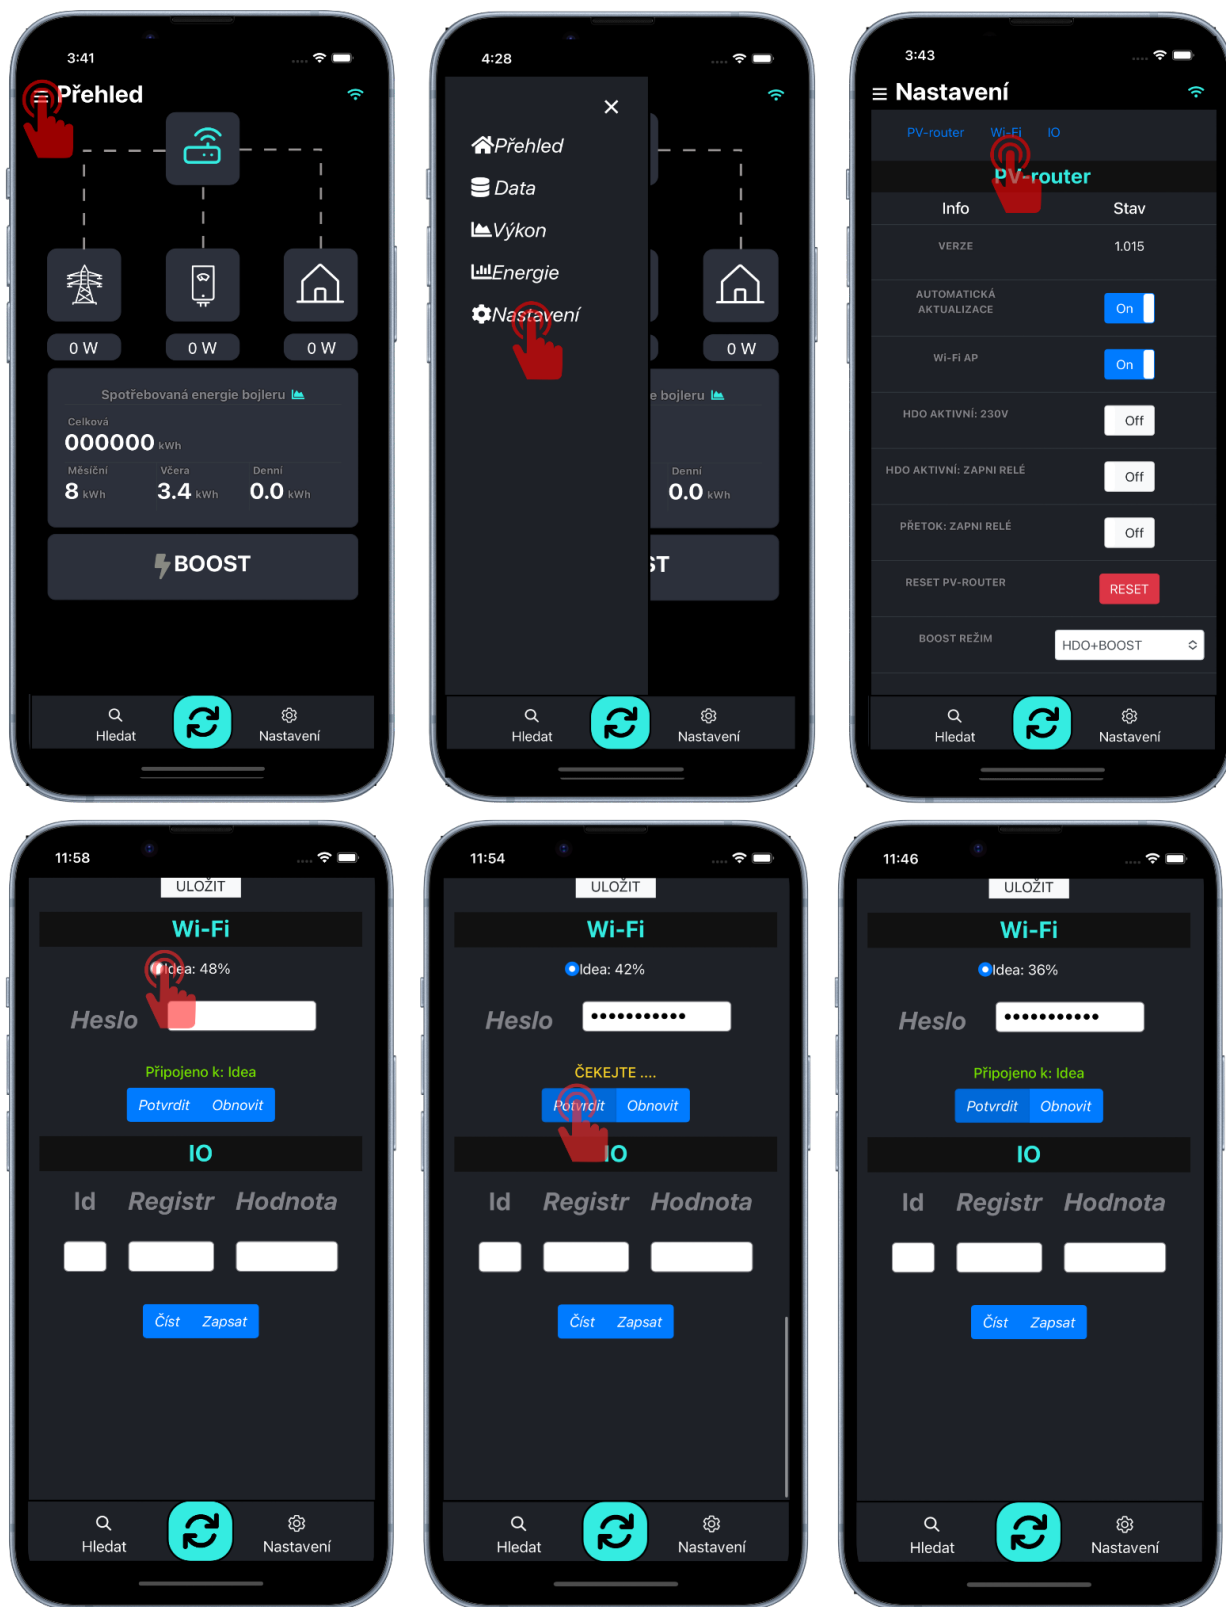 3:41
Přehled
0 W 0 W 0 W
Spotřebovaná energie bojleru
Celková
000000 kWh
Měsíční Včera Denní
8 kWh 3.4 kWh 0.0 kWh
BOOST
Hledat Nastavení
4:28
Přehled
Data
Výkon
Energie
Nastavení
0 W
e bojleru
Denní
0.0 kWh
ST
Hledat Nastavení
3:43
Nastavení
PV-router Wi-Fi IO
PV-router
Info Stav
VERZE 1.015
AUTOMATICKÁ
AKTUALIZACE On
Wi-Fi AP On
HDO AKTIVNÍ: 230V Off
HDO AKTIVNÍ: ZAPNI RELÉ Off
PŘETOK: ZAPNI RELÉ Off
RESET PV-ROUTER RESET
BOOST REŽIM HDO+BOOST
Hledat Nastavení
11:58
ULOŽIT
Wi-Fi
Idea: 48%
Heslo
Připojeno k: Idea
Potvrdit Obnovit
IO
Id Registr Hodnota
Číst Zapsat
Hledat Nastavení
11:54
ULOŽIT
Wi-Fi
Idea: 42%
Heslo •••••••••••
ČEKEJTE ....
Potvrdit Obnovit
IO
Id Registr Hodnota
Číst Zapsat
Hledat Nastavení
11:46
ULOŽIT
Wi-Fi
Idea: 36%
Heslo •••••••••••
Připojeno k: Idea
Potvrdit Obnovit
IO
Id Registr Hodnota
Číst Zapsat
Hledat Nastavení